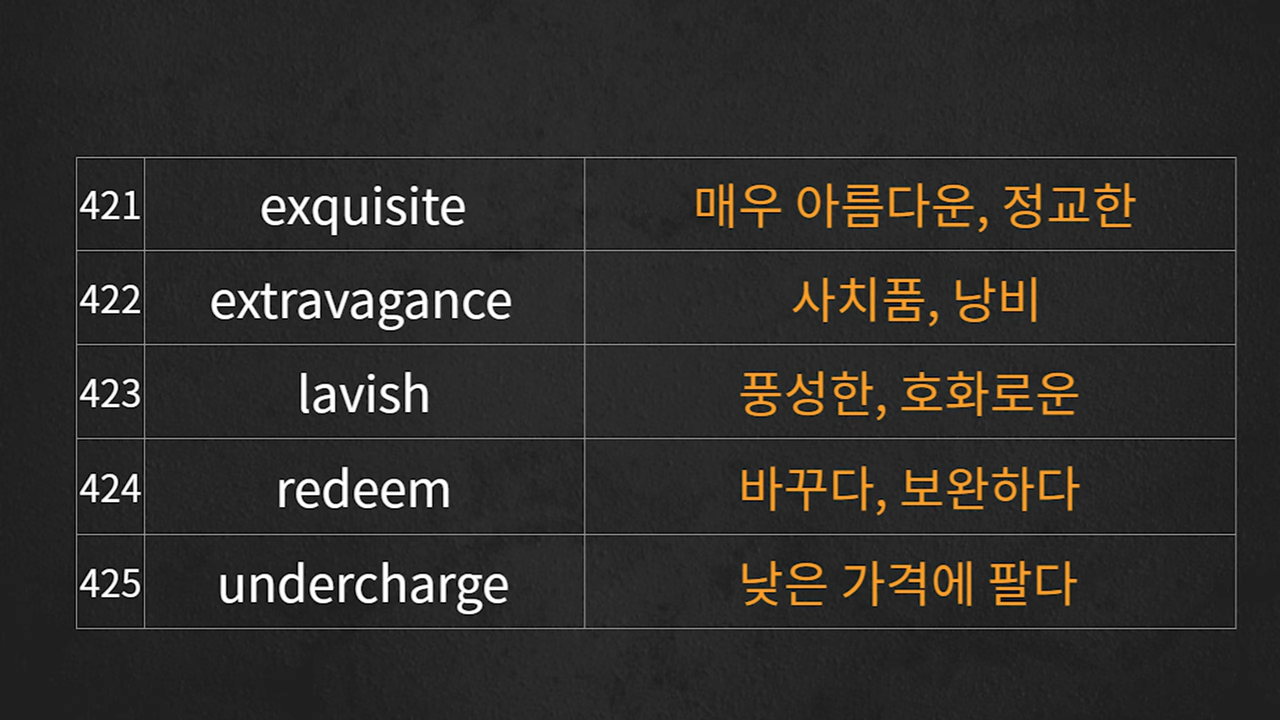 421 exquisite 매우 아름다운, 정교한
422 extravagance 사치품, 낭비
423 lavish 풍성한, 호화로운
424 redeem 바꾸다, 보완하다
425 undercharge 낮은 가격에 팔다